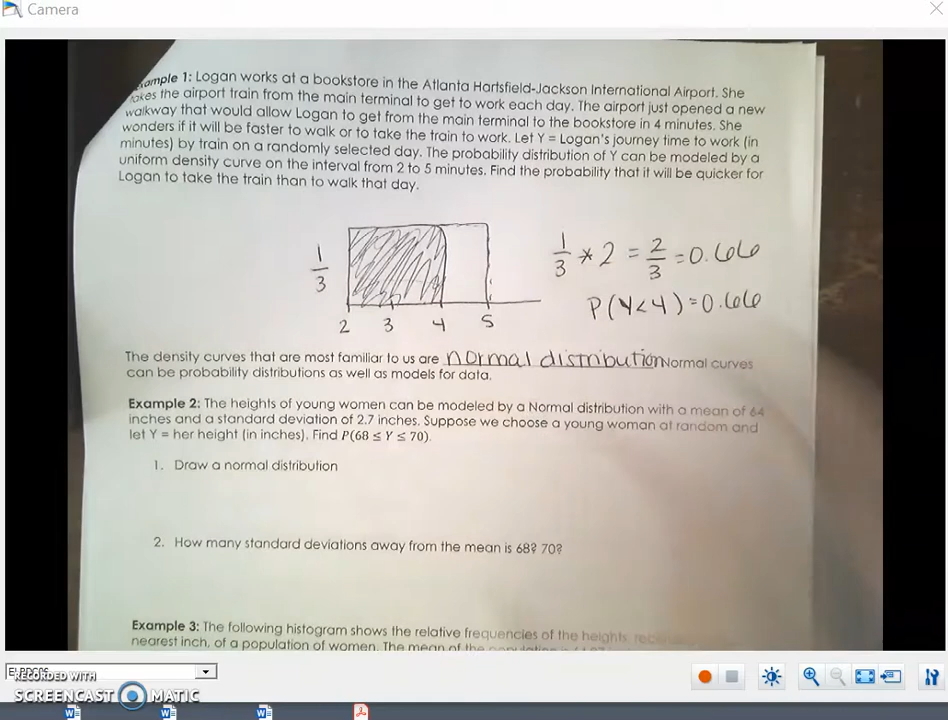 Camera
Example 1: Logan works at a bookstore in the Atlanta Hartsfield-Jackson International Airport. She
takes the airport train from the main terminal to get to work each day. The airport just opened a new
walkway that would allow Logan to get from the main terminal to the bookstore in 4 minutes. She
wonders if it will be faster to walk or to take the train to work. Let Y = Logan's journey time to work (in
minutes) by train on a randomly selected day. The probability distribution of Y can be modeled by a
uniform density curve on the interval from 2 to 5 minutes. Find the probability that it will be quicker for
Logan to take the train than to walk that day.
1/3
2 3 4 5
1/3 * 2 = 2/3 = 0.66
P(Y<4) = 0.66
The density curves that are most familiar to us are normal distribution Normal curves
can be probability distributions as well as models for data.
Example 2: The heights of young women can be modeled by a Normal distribution with a mean of 64
inches and a standard deviation of 2.7 inches. Suppose we choose a young woman at random and
let Y = her height (in inches). Find P(68 ≤ Y ≤ 70).
1. Draw a normal distribution
2. How many standard deviations away from the mean is 68? 70?
Example 3: The following histogram shows the relative frequencies of the heights,
nearest inch, of a population of women. The mean of the population is
RECORDED WITH
SCREENCAST MATIC